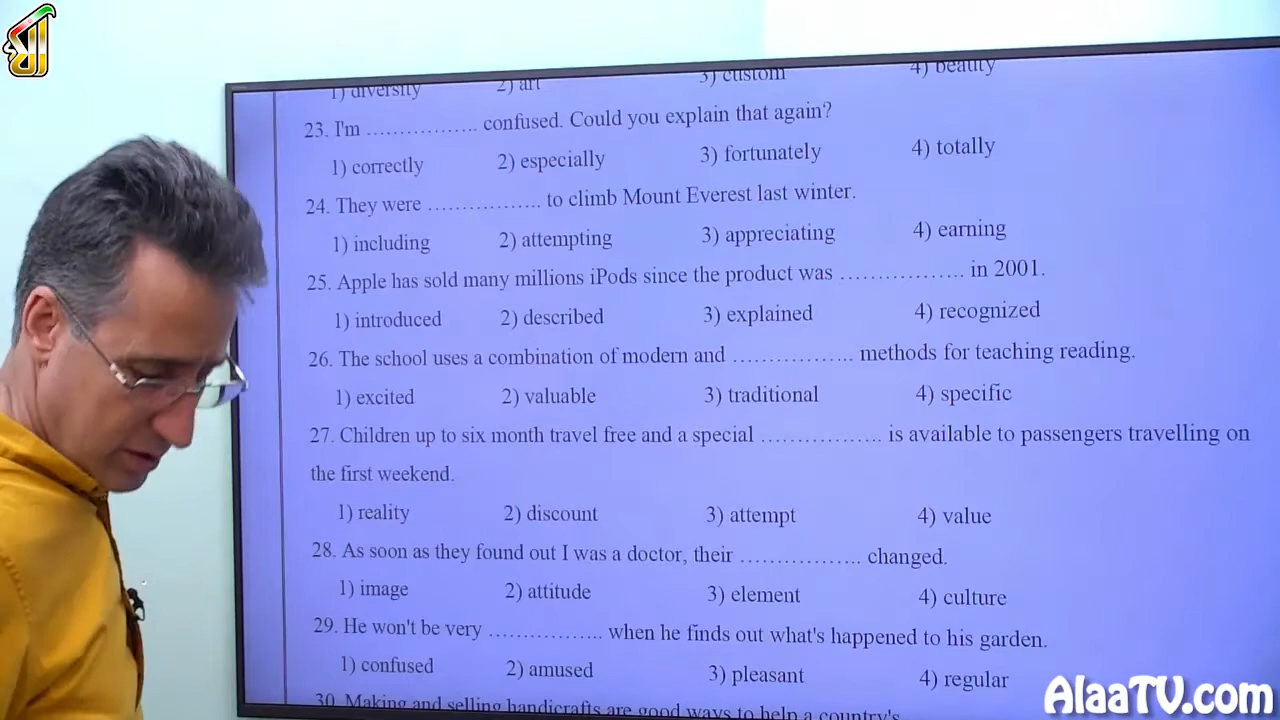 1) diversity 2) art 3) custom 4) beauty
23. I'm ................. confused. Could you explain that again?
1) correctly 2) especially 3) fortunately 4) totally
24. They were ................. to climb Mount Everest last winter.
1) including 2) attempting 3) appreciating 4) earning
25. Apple has sold many millions iPods since the product was .................. in 2001.
1) introduced 2) described 3) explained 4) recognized
26. The school uses a combination of modern and ................. methods for teaching reading.
1) excited 2) valuable 3) traditional 4) specific
27. Children up to six month travel free and a special ................. is available to passengers travelling on
the first weekend.
1) reality 2) discount 3) attempt 4) value
28. As soon as they found out I was a doctor, their ................. changed.
1) image 2) attitude 3) element 4) culture
29. He won't be very ................. when he finds out what's happened to his garden.
1) confused 2) amused 3) pleasant 4) regular
30. Making and selling handicrafts are good ways to help a country's
AlaaTV.com